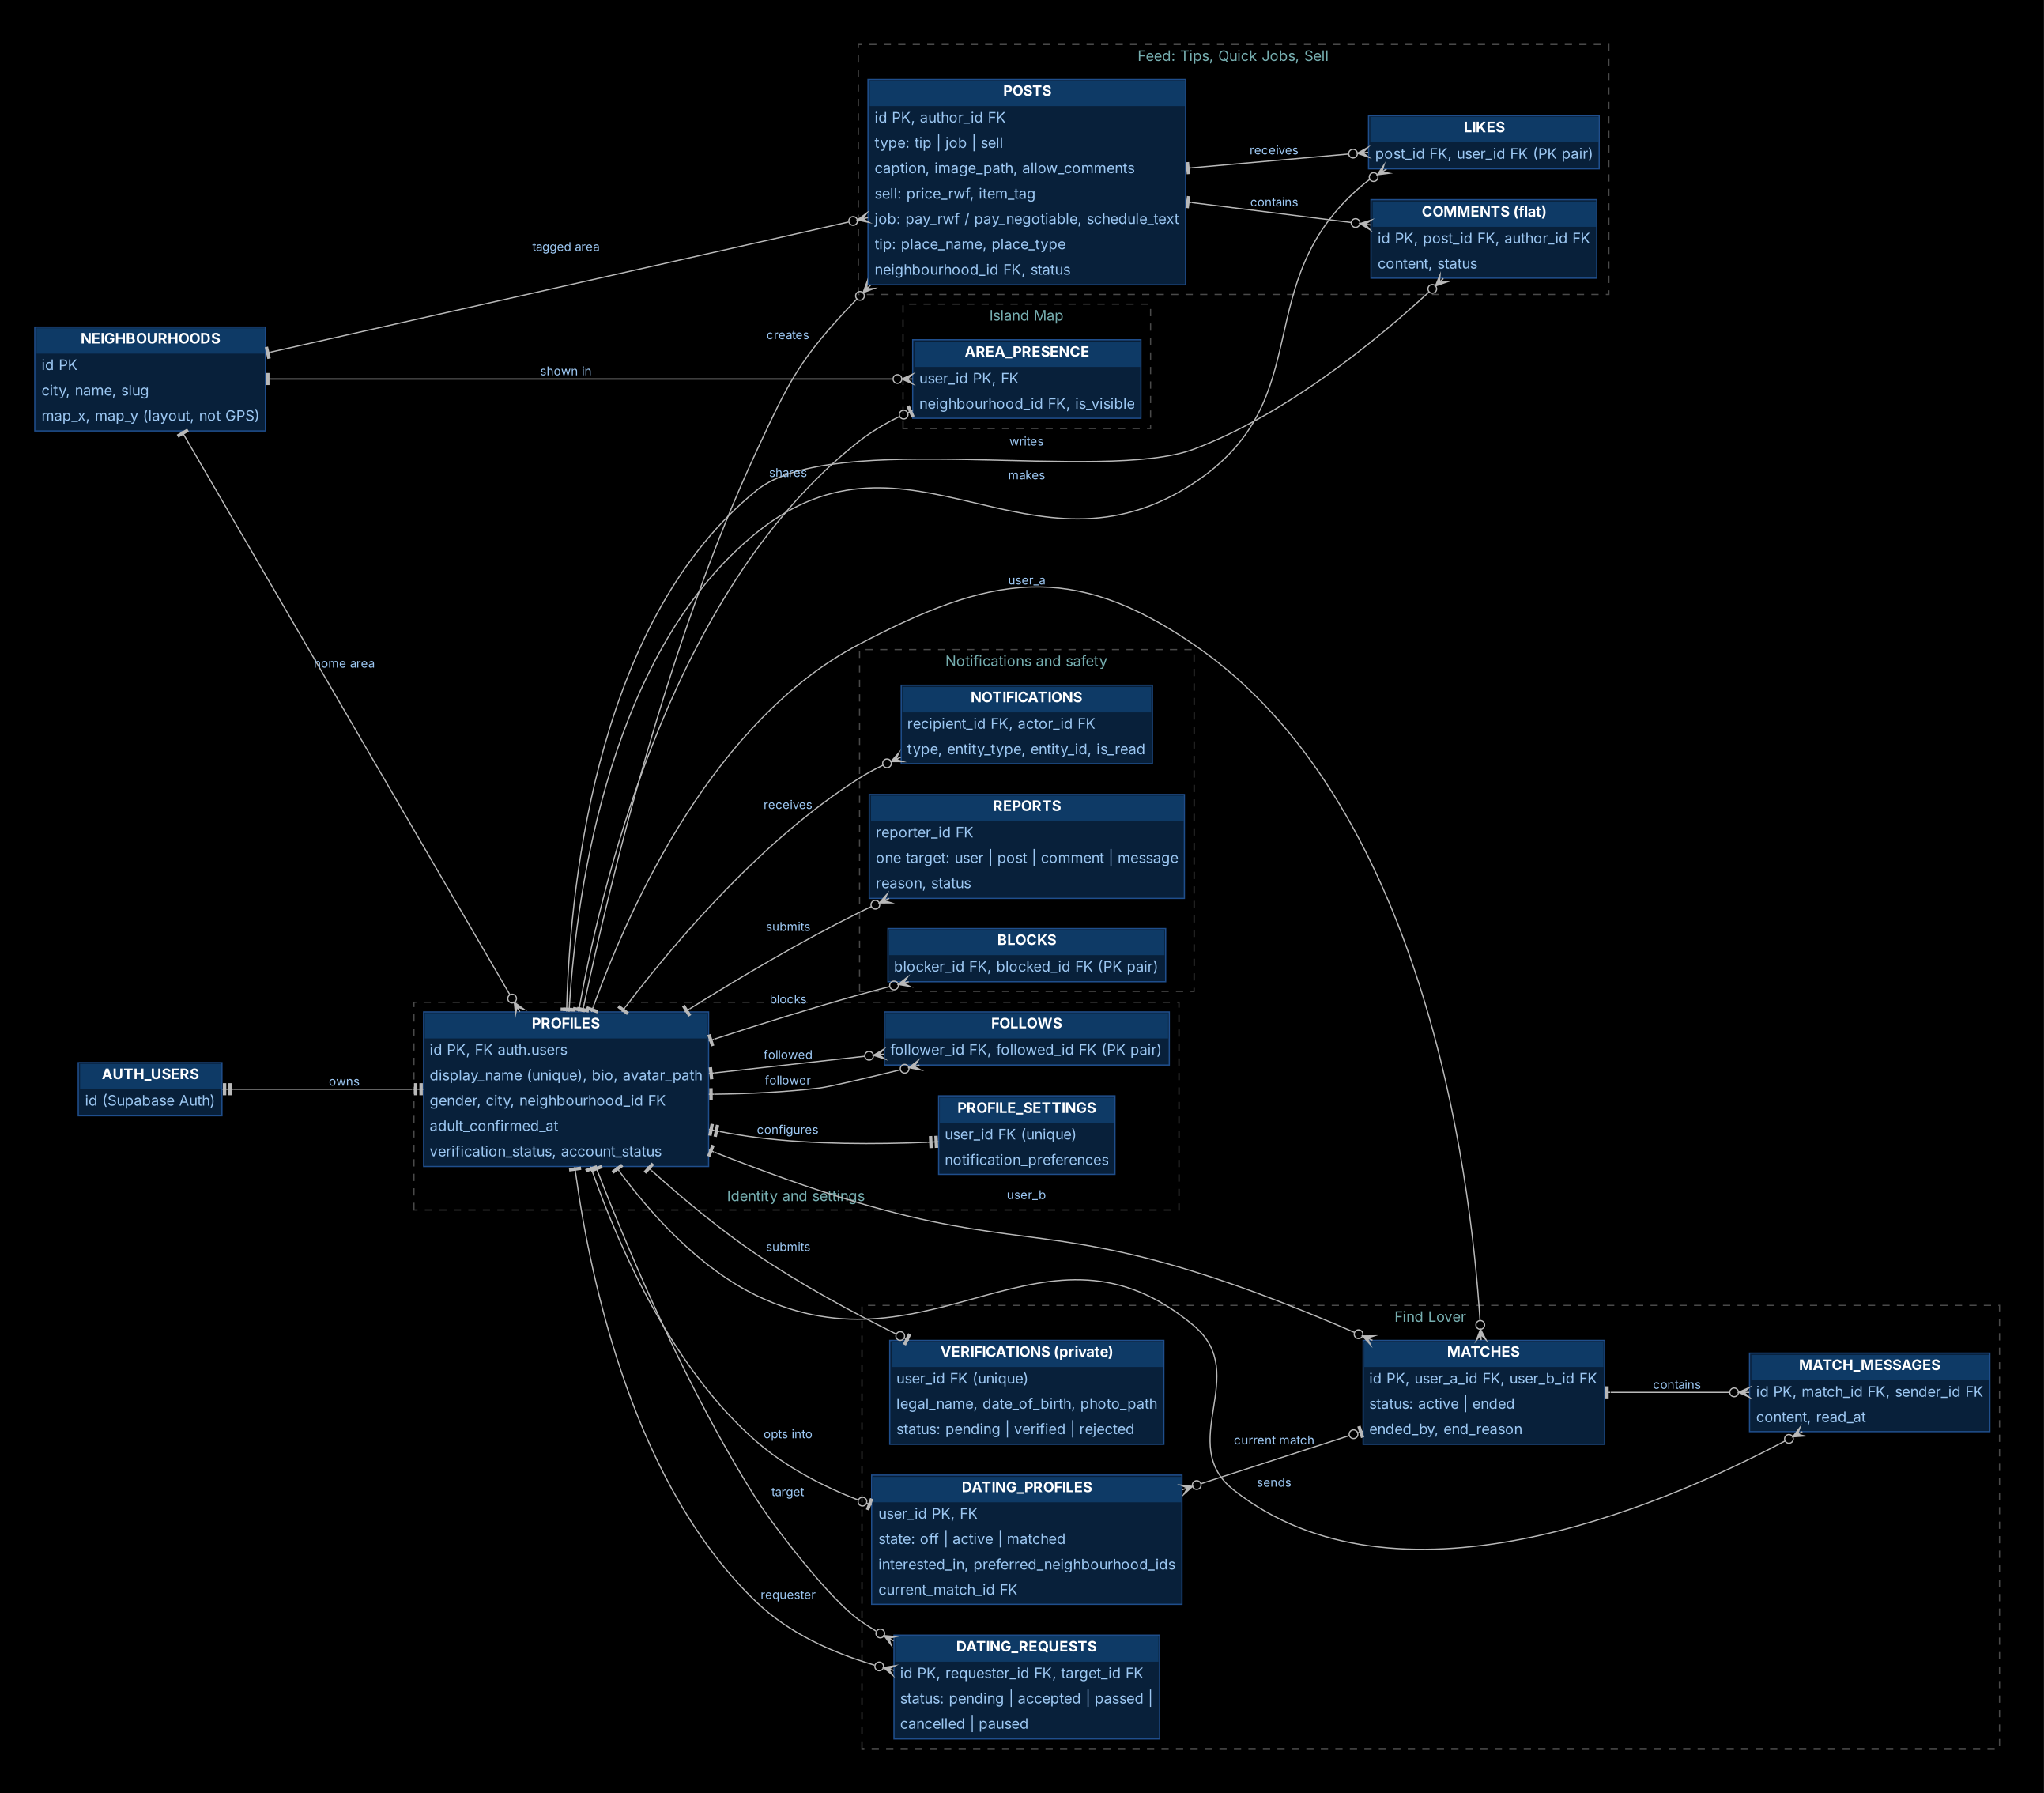 Feed: Tips, Quick Jobs, Sell
POSTS
id PK, author_id FK
type: tip | job | sell
caption, image_path, allow_comments
sell: price_rwf, item_tag
job: pay_rwf / pay_negotiable, schedule_text
tip: place_name, place_type
neighbourhood_id FK, status
receives
contains
LIKES
post_id FK, user_id FK (PK pair)
COMMENTS (flat)
id PK, post_id FK, author_id FK
content, status
tagged area
creates
Island Map
AREA_PRESENCE
user_id PK, FK
neighbourhood_id FK, is_visible
NEIGHBOURHOODS
id PK
city, name, slug
map_x, map_y (layout, not GPS)
shown in
writes
shares
makes
user_a
home area
Notifications and safety
NOTIFICATIONS
recipient_id FK, actor_id FK
type, entity_type, entity_id, is_read
receives
REPORTS
reporter_id FK
one target: user | post | comment | message
reason, status
submits
BLOCKS
blocker_id FK, blocked_id FK (PK pair)
blocks
PROFILES
id PK, FK auth.users
display_name (unique), bio, avatar_path
gender, city, neighbourhood_id FK
adult_confirmed_at
verification_status, account_status
FOLLOWS
follower_id FK, followed_id FK (PK pair)
followed
follower
AUTH_USERS
id (Supabase Auth)
owns
PROFILE_SETTINGS
user_id FK (unique)
notification_preferences
configures
Identity and settings
user_b
submits
Find Lover
VERIFICATIONS (private)
user_id FK (unique)
legal_name, date_of_birth, photo_path
status: pending | verified | rejected
MATCHES
id PK, user_a_id FK, user_b_id FK
status: active | ended
ended_by, end_reason
contains
MATCH_MESSAGES
id PK, match_id FK, sender_id FK
content, read_at
opts into
current match
sends
target
DATING_PROFILES
user_id PK, FK
state: off | active | matched
interested_in, preferred_neighbourhood_ids
current_match_id FK
requester
DATING_REQUESTS
id PK, requester_id FK, target_id FK
status: pending | accepted | passed |
cancelled | paused